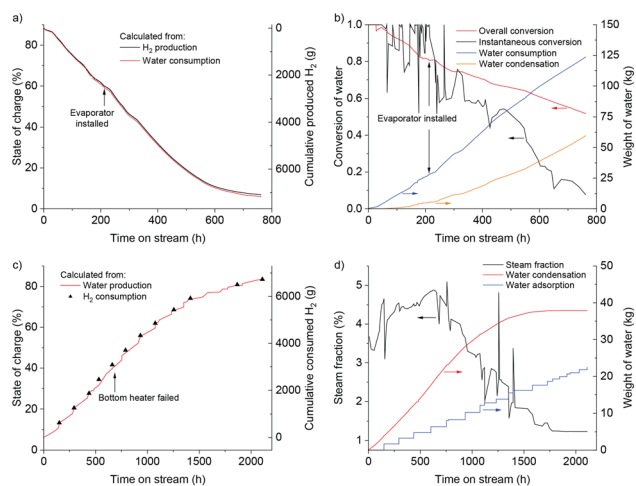 a)
Calculated from:
H₂ production
Water consumption
Evaporator
installed
State of charge (%)
Cumulative produced H₂ (g)
80
60
40
20
0
0
2000
4000
6000
0
200
400
600
800
Time on stream (h)
b)
Overall conversion
Instantaneous conversion
Water consumption
Water condensation
Evaporator installed
Conversion of water
Weight of water (kg)
1.0
0.8
0.6
0.4
0.2
0.0
150
125
100
75
50
25
0
0
200
400
600
800
Time on stream (h)
c)
Calculated from:
Water production
H₂ consumption
Bottom heater failed
State of charge (%)
Cumulative consumed H₂ (g)
80
60
40
20
0
6000
4000
2000
0
0
500
1000
1500
2000
Time on stream (h)
d)
Steam fraction
Water condensation
Water adsorption
Steam fraction (%)
Weight of water (kg)
5
4
3
2
1
50
40
30
20
10
0
0
500
1000
1500
2000
Time on stream (h)